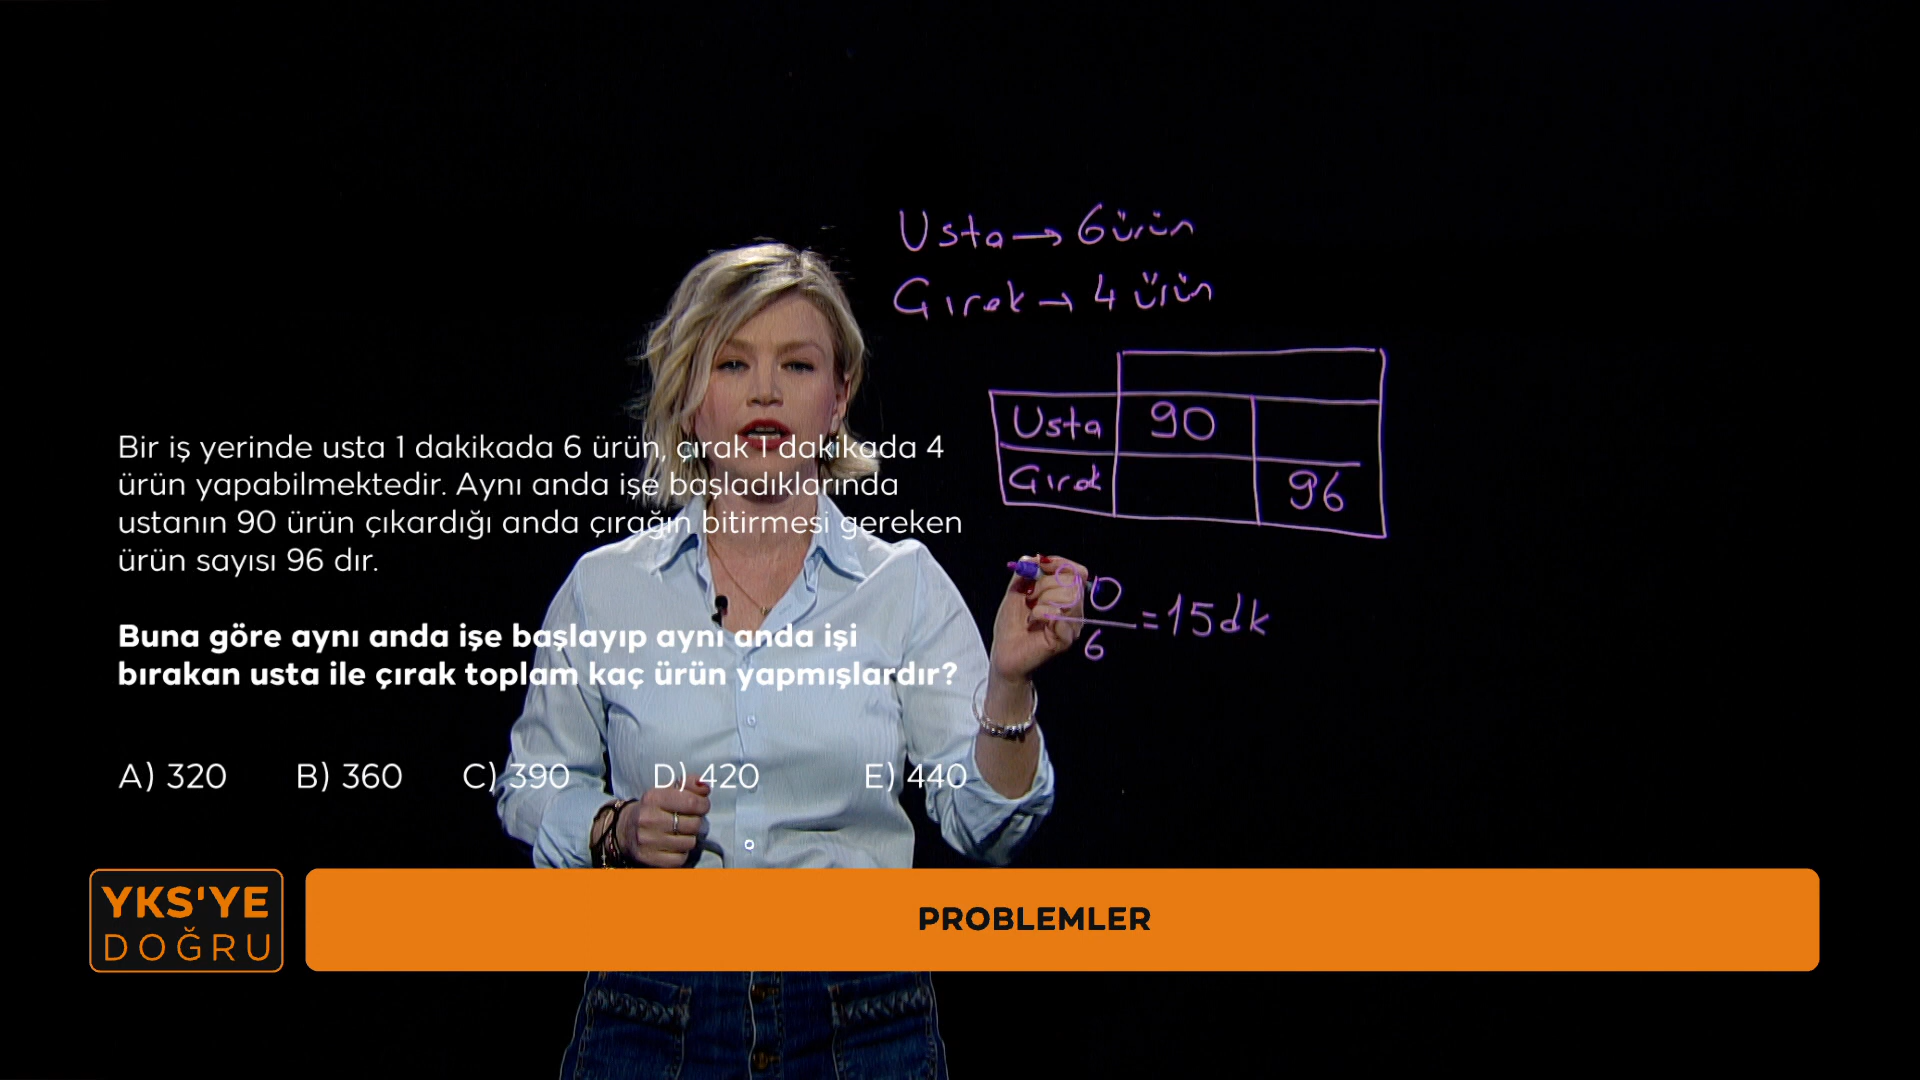 Usta → 6 ürün
Çırak → 4 ürün
Usta 90
Çırak 96
90
6
= 15 dk
Bir iş yerinde usta 1 dakikada 6 ürün, çırak 1 dakikada 4
ürün yapabilmektedir. Aynı anda işe başladıklarında
ustanın 90 ürün çıkardığı anda çırağın bitirmesi gereken
ürün sayısı 96 dır.
Buna göre aynı anda işe başlayıp aynı anda işi
bırakan usta ile çırak toplam kaç ürün yapmışlardır?
A) 320 B) 360 C) 390 D) 420 E) 440
YKS'YE
DOĞRU
PROBLEMLER